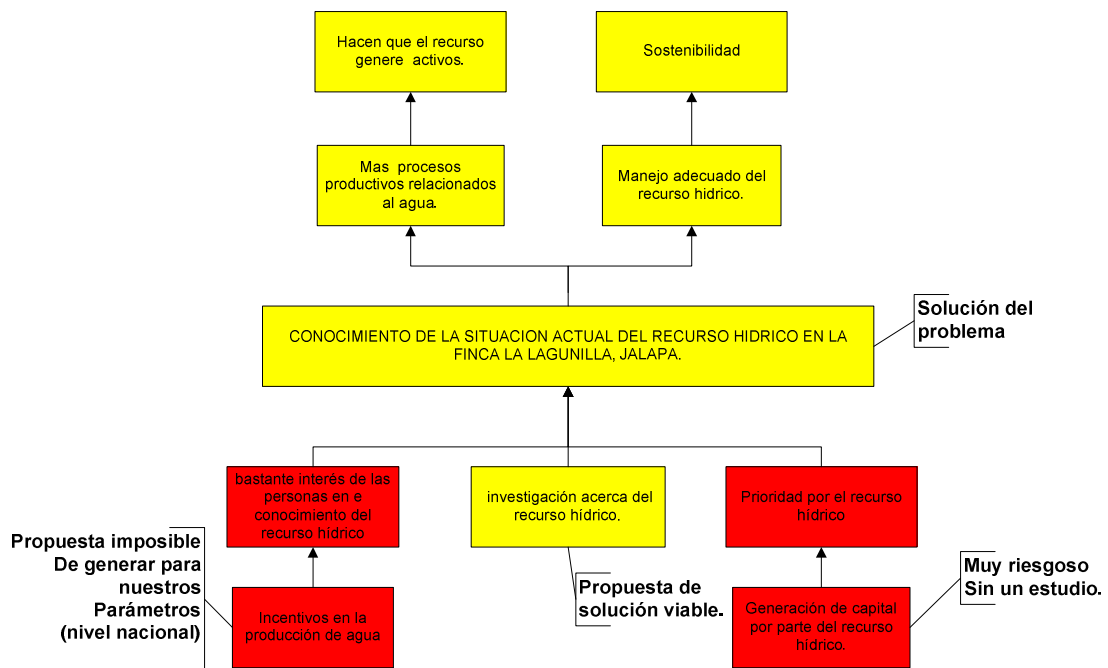 Hacen que el recurso
genere activos.
Sostenibilidad
Mas procesos
productivos relacionados
al agua.
Manejo adecuado del
recurso hidrico.
Solución del
problema
CONOCIMIENTO DE LA SITUACION ACTUAL DEL RECURSO HIDRICO EN LA
FINCA LA LAGUNILLA, JALAPA.
bastante interés de las
personas en e
conocimiento del
recurso hídrico
investigación acerca del
recurso hídrico.
Prioridad por el recurso
hídrico
Propuesta imposible
De generar para
nuestros
Parámetros
(nivel nacional)
Incentivos en la
producción de agua
Propuesta de
solución viable.
Generación de capital
por parte del recurso
hídrico.
Muy riesgoso
Sin un estudio.